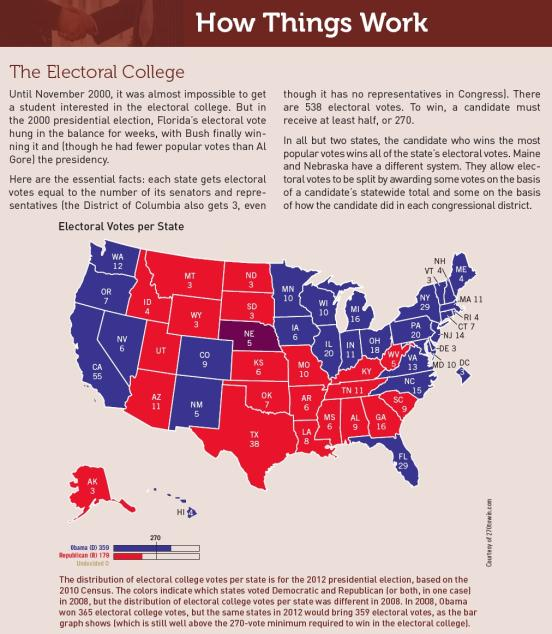 How Things Work
The Electoral College
Until November 2000, it was almost impossible to get
a student interested in the electoral college. But in
the 2000 presidential election, Florida's electoral vote
hung in the balance for weeks, with Bush finally win-
ning it and (though he had fewer popular votes than Al
Gore) the presidency.
Here are the essential facts: each state gets electoral
votes equal to the number of its senators and repre-
sentatives (the District of Columbia also gets 3, even
though it has no representatives in Congress). There
are 538 electoral votes. To win, a candidate must
receive at least half, or 270.
In all but two states, the candidate who wins the most
popular votes wins all of the state's electoral votes. Maine
and Nebraska have a different system. They allow elec-
toral votes to be split by awarding some votes on the basis
of a candidate's statewide total and some on the basis
of how the candidate did in each congressional district.
Electoral Votes per State
WA
12
OR
7
CA
55
NV
6
ID
4
MT
3
WY
3
UT
AZ
11
CO
9
NM
5
ND
3
SD
3
NE
5
KS
6
OK
7
TX
38
MN
10
IA
6
MO
10
AR
6
LA
8
WI
10
IL
20
MI
16
IN
11
OH
18
KY
TN 11
MS
6
AL
9
GA
16
FL
29
SC
9
NC
15
VA
13
WV
5
PA
20
NY
29
VT
3
NH
4
ME
4
MA 11
RI 4
CT 7
NJ 14
DE 3
MD 10
DC
3
AK
3
HI 4
270
Obama (D) 359
Republican (R) 179
Undecided 0
Courtesy of 270towin.com
The distribution of electoral college votes per state is for the 2012 presidential election, based on the
2010 Census. The colors indicate which states voted Democratic and Republican (or both, in one case)
in 2008, but the distribution of electoral college votes per state was different in 2008. In 2008, Obama
won 365 electoral college votes, but the same states in 2012 would bring 359 electoral votes, as the bar
graph shows (which is still well above the 270-vote minimum required to win in the electoral college).